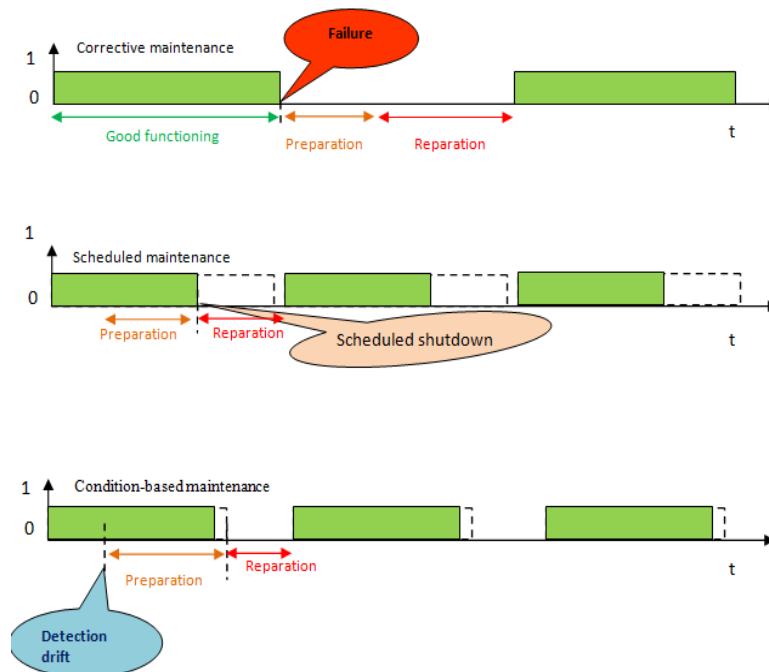 Corrective maintenance
Failure
1
0
Good functioning
Preparation
Reparation
t
1
Scheduled maintenance
0
Preparation
Reparation
Scheduled shutdown
t
1
Condition-based maintenance
0
Preparation
Reparation
t
Detection
drift